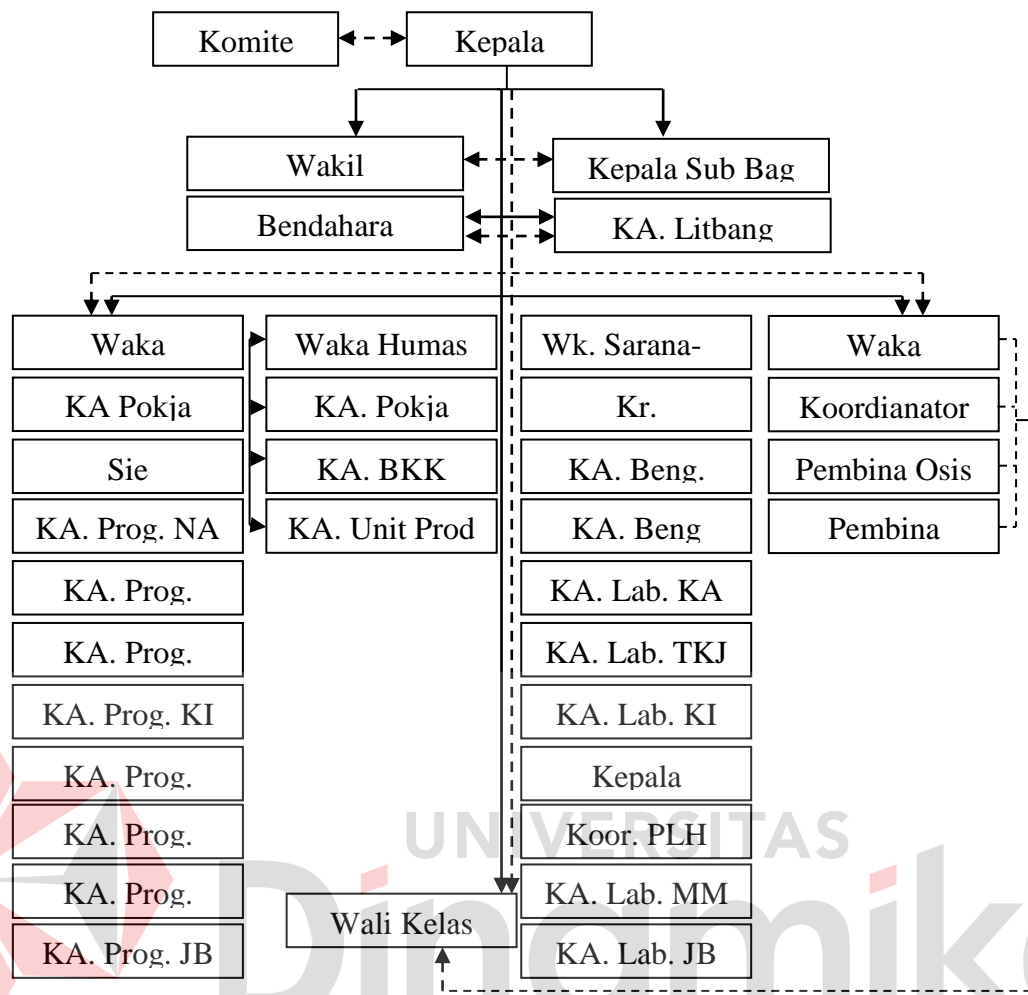 Komite
Kepala
Wakil
Kepala Sub Bag
Bendahara
KA. Litbang
Waka
Waka Humas
Wk. Sarana-
Waka
KA Pokja
KA. Pokja
Kr.
Koordianator
Sie
KA. BKK
KA. Beng.
Pembina Osis
KA. Prog. NA
KA. Unit Prod
KA. Beng
Pembina
KA. Prog.
KA. Lab. KA
KA. Prog.
KA. Lab. TKJ
KA. Prog. KI
KA. Lab. KI
KA. Prog.
Kepala
KA. Prog.
Koor. PLH
KA. Prog.
KA. Lab. MM
Wali Kelas
KA. Prog. JB
KA. Lab. JB
UNIVERSITAS
Dinamika